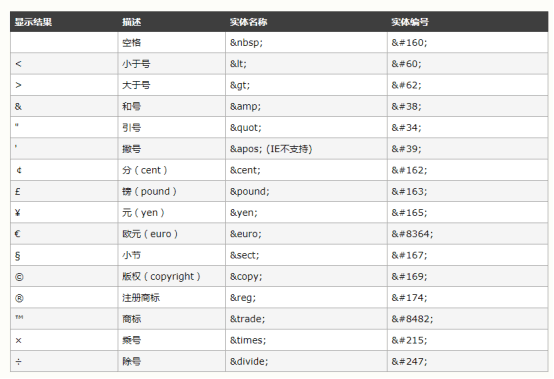 显示结果 描述 实体名称 实体编号
空格 &nbsp; &#160;
< 小于号 &lt; &#60;
> 大于号 &gt; &#62;
& 和号 &amp; &#38;
" 引号 &quot; &#34;
' 撇号 &apos; (IE不支持) &#39;
¢ 分（cent） &cent; &#162;
£ 镑（pound） &pound; &#163;
¥ 元（yen） &yen; &#165;
€ 欧元（euro） &euro; &#8364;
§ 小节 &sect; &#167;
© 版权（copyright） &copy; &#169;
® 注册商标 &reg; &#174;
™ 商标 &trade; &#8482;
× 乘号 &times; &#215;
÷ 除号 &divide; &#247;